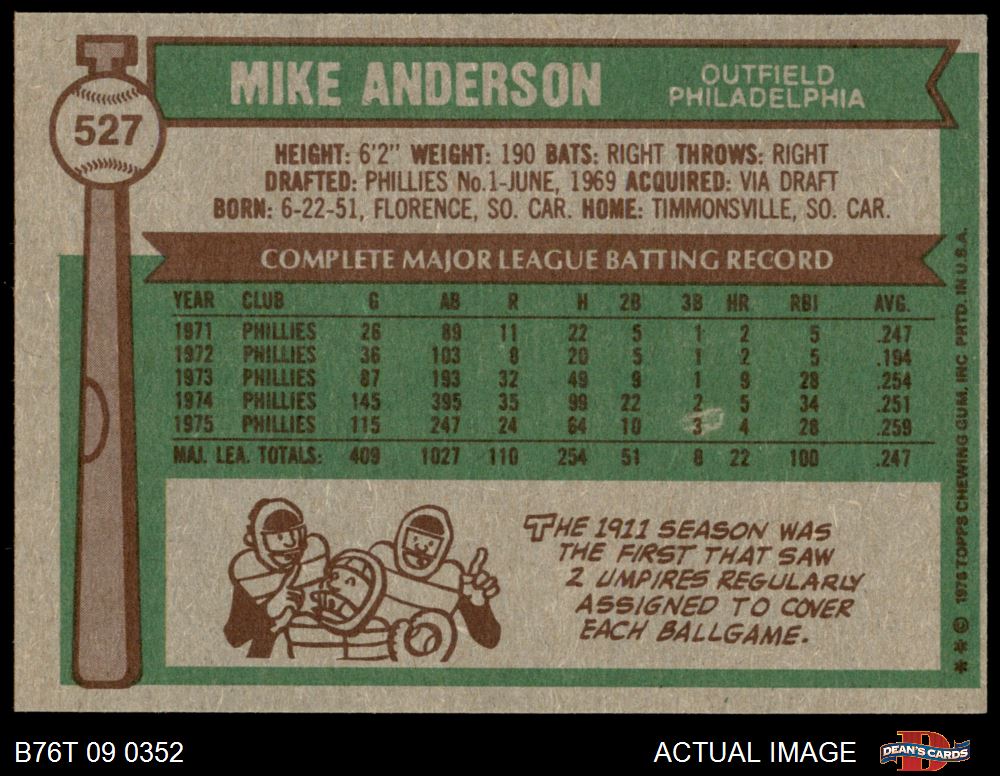 527
MIKE ANDERSON
OUTFIELD
PHILADELPHIA
HEIGHT: 6'2" WEIGHT: 190 BATS: RIGHT THROWS: RIGHT
DRAFTED: PHILLIES No.1-JUNE, 1969 ACQUIRED: VIA DRAFT
BORN: 6-22-51, FLORENCE, SO. CAR. HOME: TIMMONSVILLE, SO. CAR.
COMPLETE MAJOR LEAGUE BATTING RECORD
YEAR CLUB G AB R H 2B 3B HR RBI AVG.
1971 PHILLIES 26 89 11 22 5 1 2 5 .247
1972 PHILLIES 36 103 8 20 5 1 2 5 .194
1973 PHILLIES 87 193 32 49 9 1 9 28 .254
1974 PHILLIES 145 395 35 99 22 2 5 34 .251
1975 PHILLIES 115 247 24 64 10 3 4 28 .259
MAJ. LEA. TOTALS: 409 1027 110 254 51 8 22 100 .247
THE 1911 SEASON WAS
THE FIRST THAT SAW
2 UMPIRES REGULARLY
ASSIGNED TO COVER
EACH BALLGAME.
** © 1976 TOPPS CHEWING GUM, INC PRTD. IN U.S.A.
B76T 09 0352
ACTUAL IMAGE
D
DEAN'S CARDS